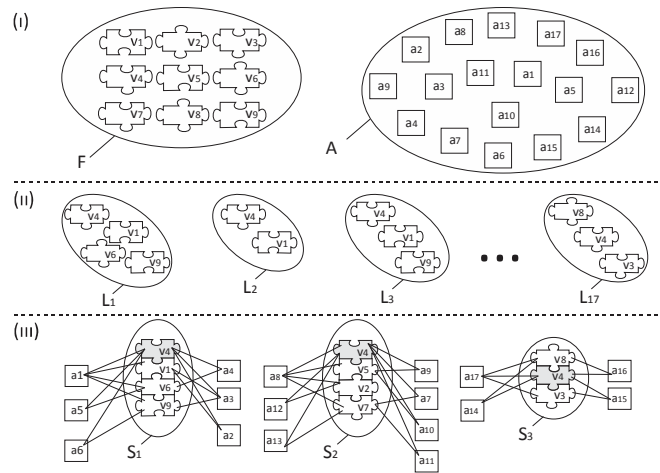 (I)
v1 v2 v3
v4 v5 v6
v7 v8 v9
F
a13
a8 a17
a2 a16
a11 a1
a9 a3 a5 a12
a10
a4 a14
a7 a15
a6
A
(II)
v4 v1 v6 v9
L1
v4 v1
L2
v4 v1 v9
L3
...
v8 v4 v3
L17
(III)
a1 a5 a6
v4 v1 v6 v9
a4 a3 a2
S1
a8 a12 a13
v4 v5 v2 v7
a9 a7 a10 a11
S2
a17 a14
v8 v4 v3
a16 a15
S3